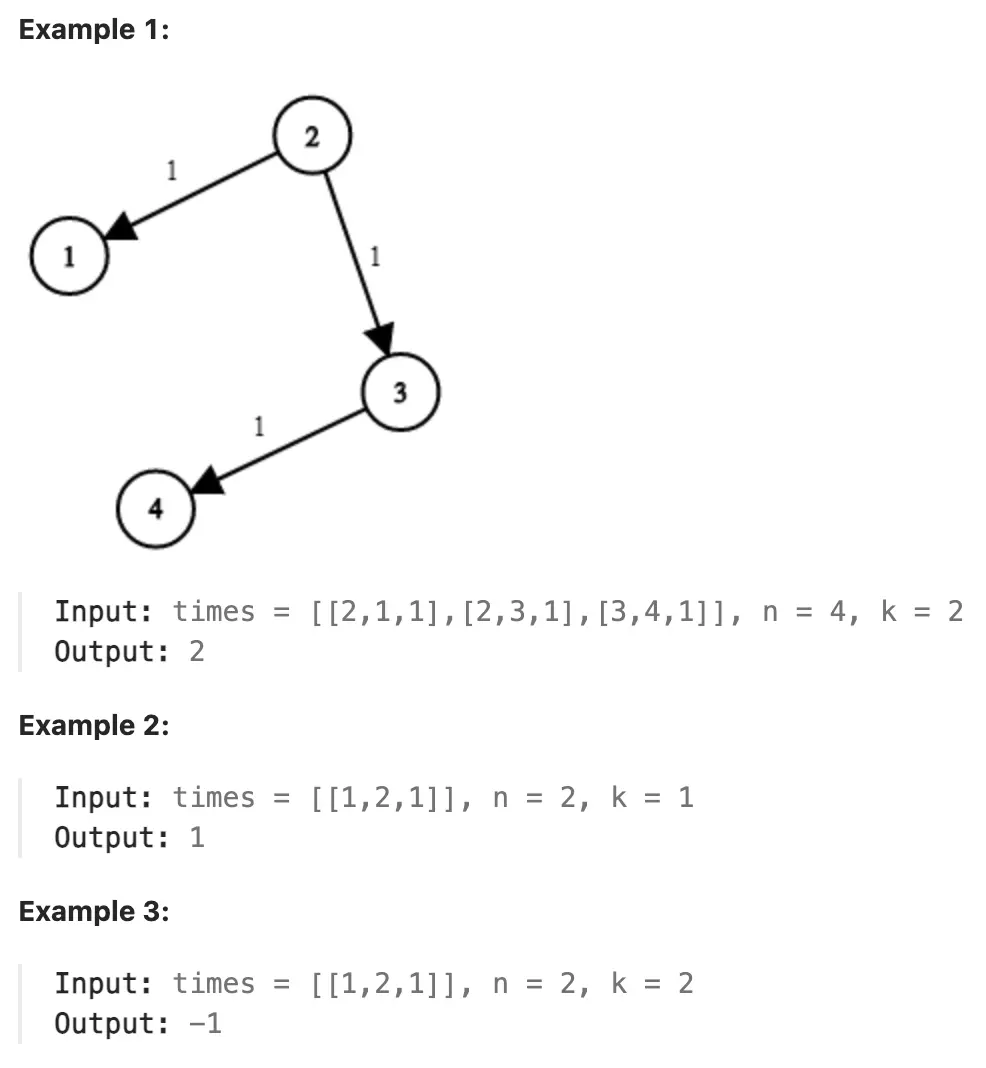 Example 1:
2
1
1
1
3
1
4
Input: times = [[2,1,1],[2,3,1],[3,4,1]], n = 4, k = 2
Output: 2
Example 2:
Input: times = [[1,2,1]], n = 2, k = 1
Output: 1
Example 3:
Input: times = [[1,2,1]], n = 2, k = 2
Output: -1